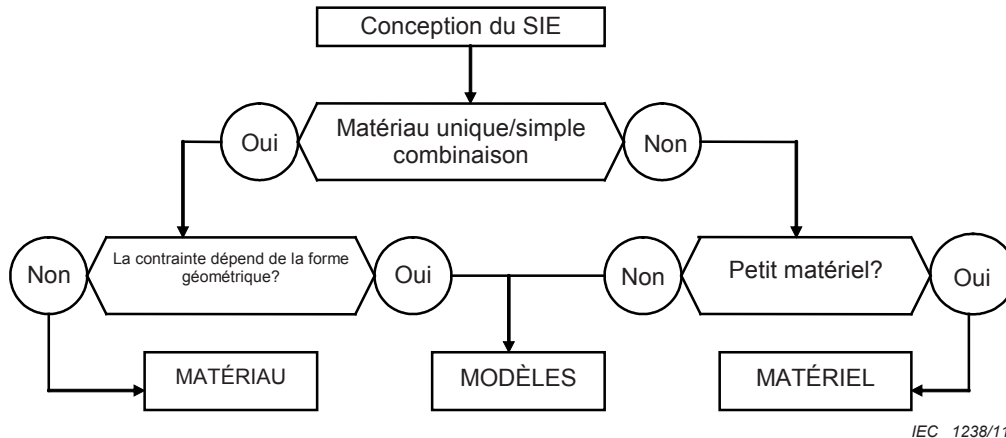 Conception du SIE
Matériau unique/simple
combinaison
Oui
Non
La contrainte dépend de la forme
géométrique?
Non
Oui
Petit matériel?
Non
Oui
MATÉRIAU
MODÈLES
MATÉRIEL
IEC 1238/11